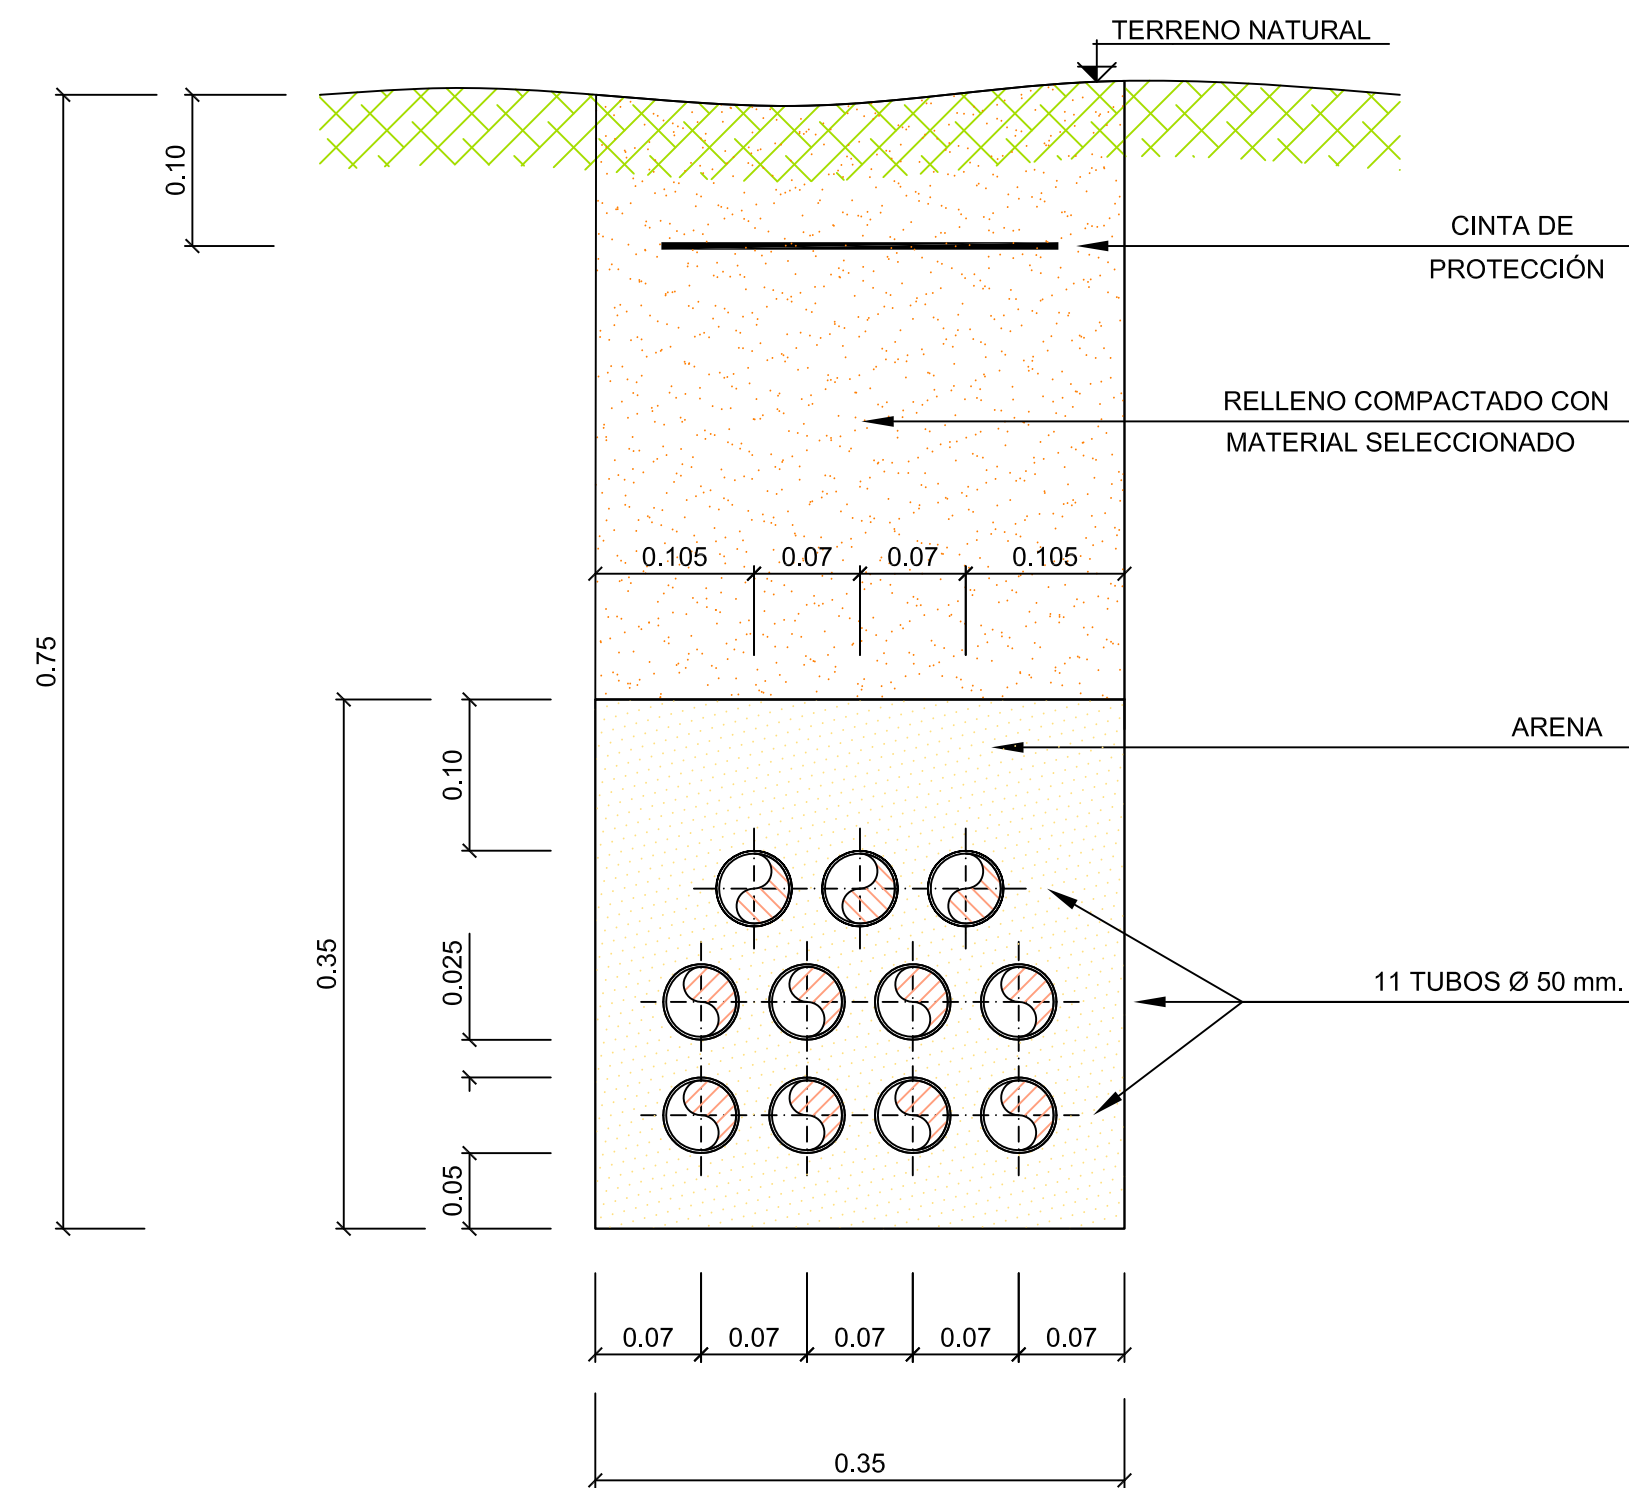 TERRENO NATURAL
0.10
CINTA DE
PROTECCIÓN
RELLENO COMPACTADO CON
MATERIAL SELECCIONADO
0.105 0.07 0.07 0.105
0.75
ARENA
0.10
0.35
0.025
11 TUBOS Ø 50 mm.
0.05
0.07 0.07 0.07 0.07 0.07
0.35